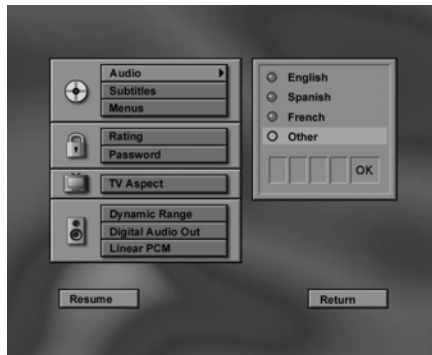 Audio
Subtitles
Menus
Rating
Password
TV Aspect
Dynamic Range
Digital Audio Out
Linear PCM
English
Spanish
French
Other
OK
Resume
Return